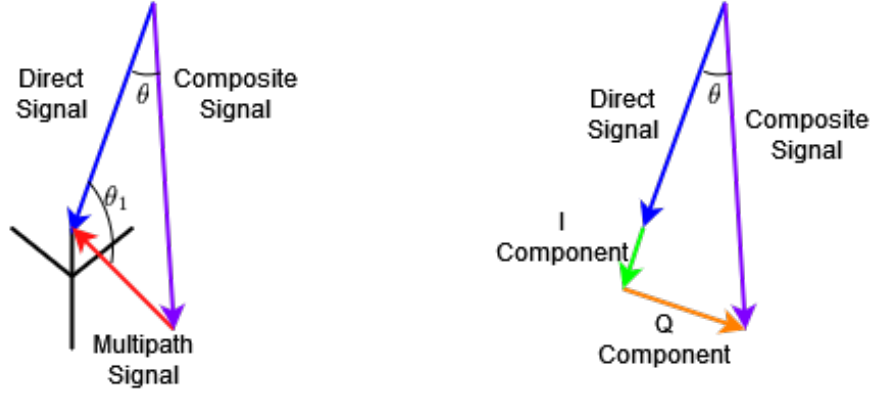 Direct
Signal
θ
Composite
Signal
θ₁
Multipath
Signal
Direct
Signal
θ
Composite
Signal
I
Component
Q
Component